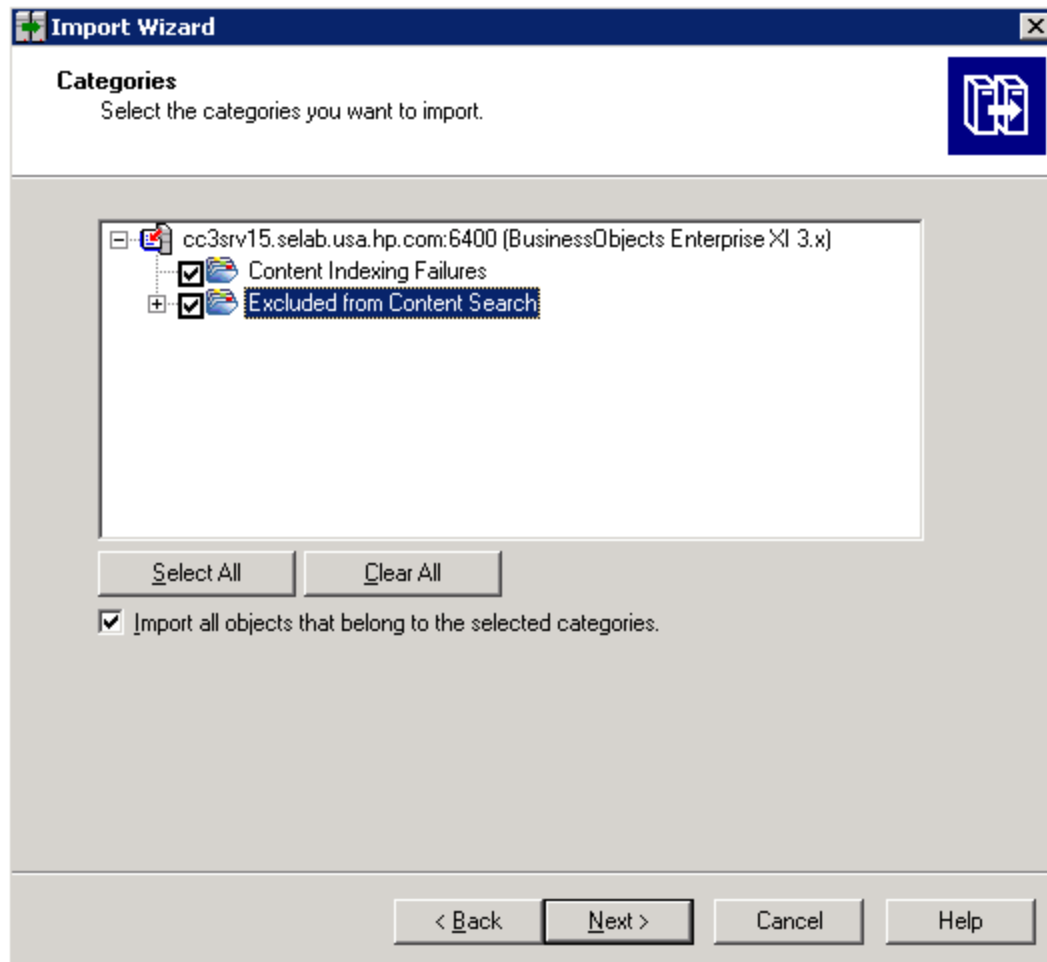 Import Wizard
Categories
Select the categories you want to import.
cc3srv15.selab.usa.hp.com:6400 (BusinessObjects Enterprise XI 3.x)
Content Indexing Failures
Excluded from Content Search
Select All Clear All
Import all objects that belong to the selected categories.
< Back Next > Cancel Help